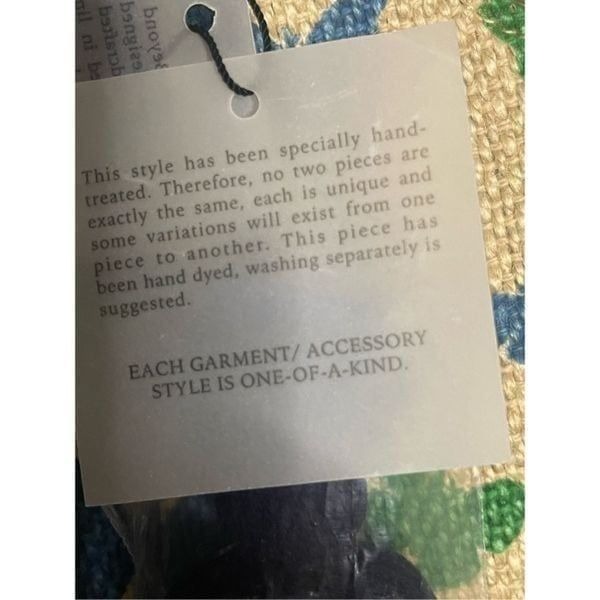 This style has been specially hand-
treated. Therefore, no two pieces are
exactly the same, each is unique and
some variations will exist from one
piece to another. This piece has
been hand dyed, washing separately is
suggested.
EACH GARMENT/ ACCESSORY
STYLE IS ONE-OF-A-KIND.